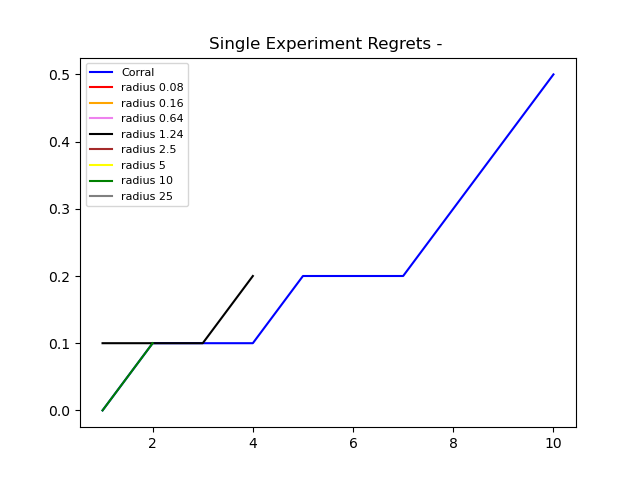 Single Experiment Regrets -
Corral
radius 0.08
radius 0.16
radius 0.64
radius 1.24
radius 2.5
radius 5
radius 10
radius 25
0.5
0.4
0.3
0.2
0.1
0.0
2 4 6 8 10